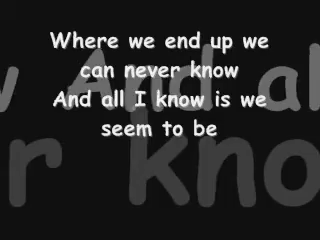 Where we end up we
can never know
And all I know is we
seem to be